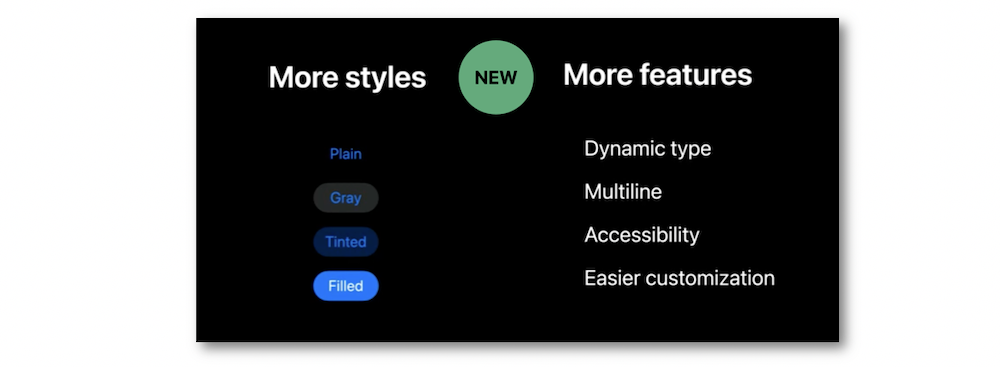 More styles
NEW
More features
Plain
Gray
Tinted
Filled
Dynamic type
Multiline
Accessibility
Easier customization